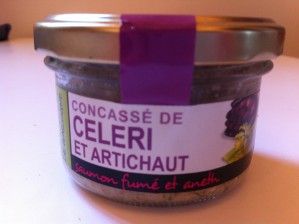 CONCASSÉ DE
CELERI
ET ARTICHAUT
saumon fumé et aneth